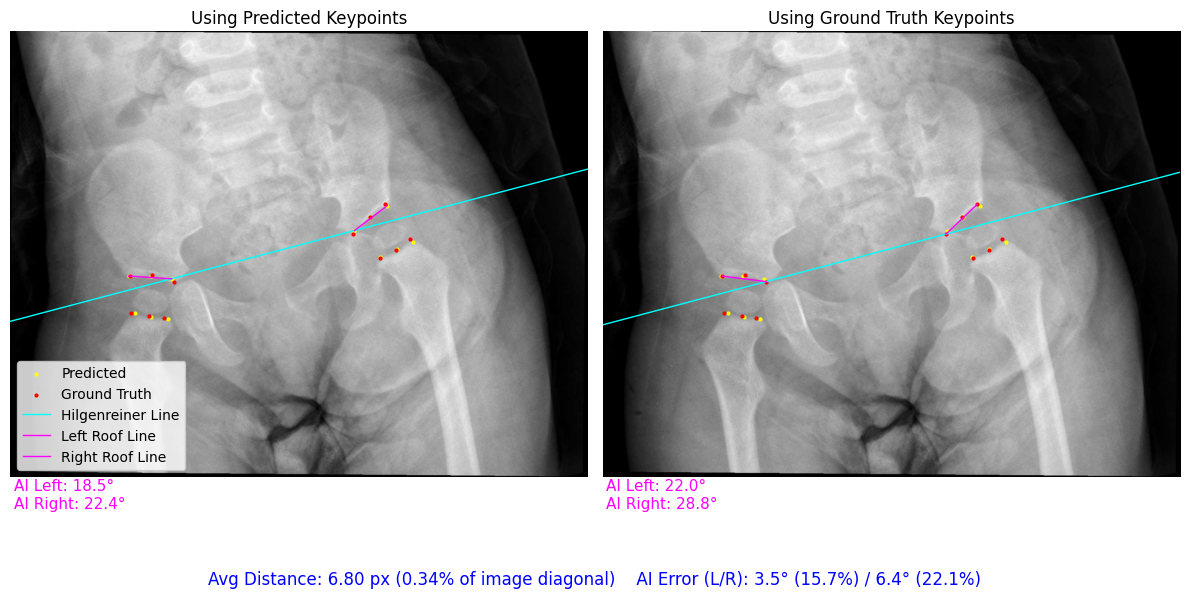 Using Predicted Keypoints
Using Ground Truth Keypoints
Predicted
Ground Truth
Hilgenreiner Line
Left Roof Line
Right Roof Line
AI Left: 18.5°
AI Right: 22.4°
AI Left: 22.0°
AI Right: 28.8°
Avg Distance: 6.80 px (0.34% of image diagonal)    AI Error (L/R): 3.5° (15.7%) / 6.4° (22.1%)